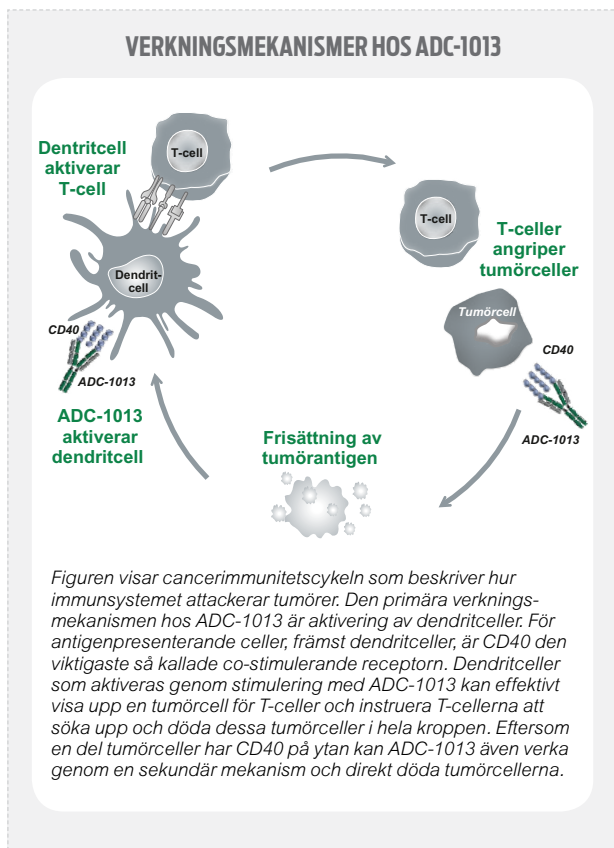 VERKNINGSMEKANISMER HOS ADC-1013
Dentritcell
aktiverar
T-cell
T-cell
Dendrit-
cell
CD40
ADC-1013
ADC-1013
aktiverar
dendritcell
T-cell
T-celler
angriper
tumörceller
Tumörcell
CD40
ADC-1013
Frisättning av
tumörantigen
Figuren visar cancerimmunitetscykeln som beskriver hur
immunsystemet attackerar tumörer. Den primära verknings-
mekanismen hos ADC-1013 är aktivering av dendritceller. För
antigenpresenterande celler, främst dendritceller, är CD40 den
viktigaste så kallade co-stimulerande receptorn. Dendritceller
som aktiveras genom stimulering med ADC-1013 kan effektivt
visa upp en tumörcell för T-celler och instruera T-cellerna att
söka upp och döda dessa tumörceller i hela kroppen. Eftersom
en del tumörceller har CD40 på ytan kan ADC-1013 även verka
genom en sekundär mekanism och direkt döda tumörcellerna.